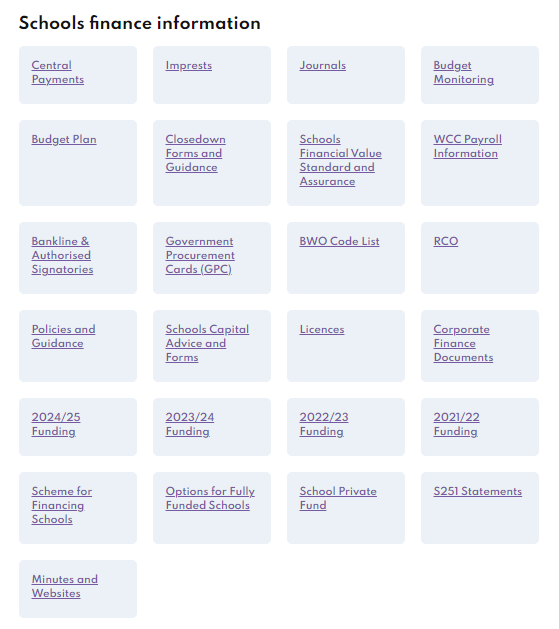 Schools finance information
Central
Payments
Imprests
Journals
Budget
Monitoring
Budget Plan
Closedown
Forms and
Guidance
Schools
Financial Value
Standard and
Assurance
WCC Payroll
Information
Bankline &
Authorised
Signatories
Government
Procurement
Cards (GPC)
BWO Code List
RCO
Policies and
Guidance
Schools Capital
Advice and
Forms
Licences
Corporate
Finance
Documents
2024/25
Funding
2023/24
Funding
2022/23
Funding
2021/22
Funding
Scheme for
Financing
Schools
Options for Fully
Funded Schools
School Private
Fund
S251 Statements
Minutes and
Websites